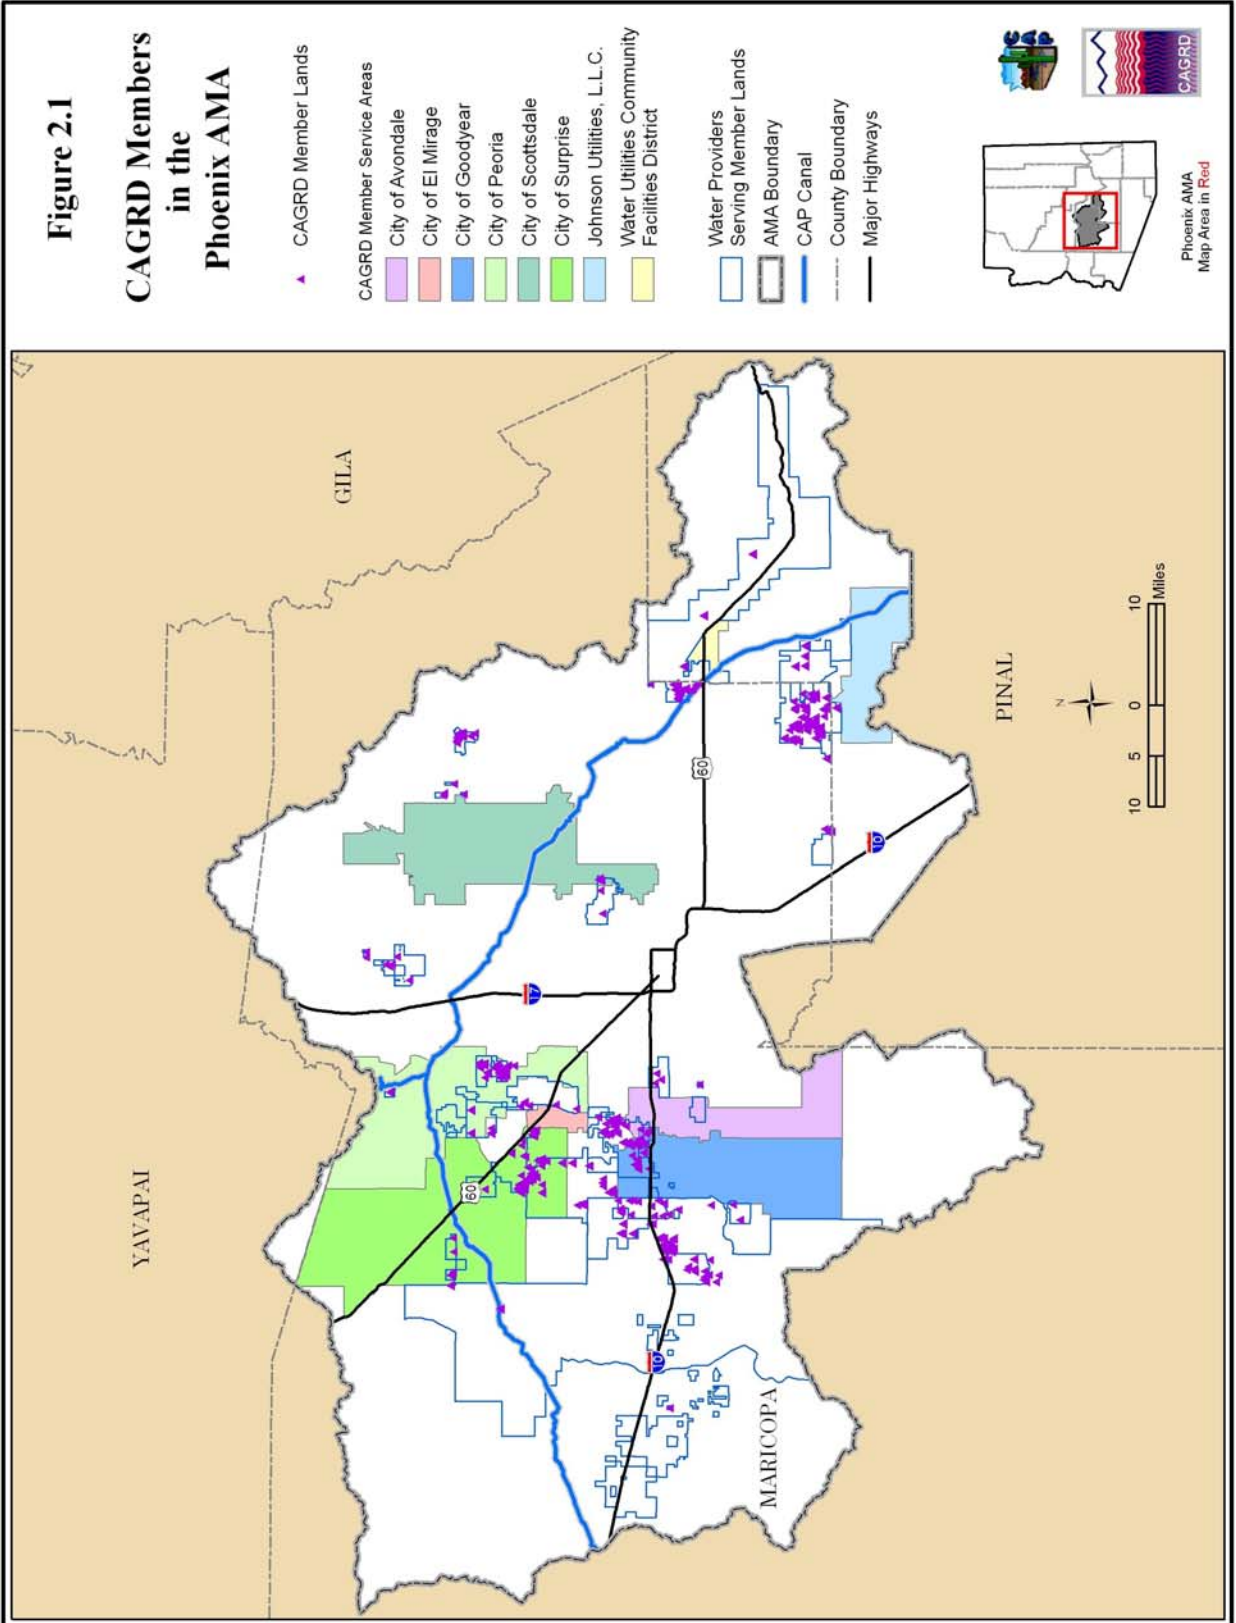 Figure 2.1
CAGRD Members
in the
Phoenix AMA
CAGRD Member Lands
CAGRD Member Service Areas
City of Avondale
City of El Mirage
City of Goodyear
City of Peoria
City of Scottsdale
City of Surprise
Johnson Utilities, L.L.C.
Water Utilities Community
Facilities District
Water Providers
Serving Member Lands
AMA Boundary
CAP Canal
County Boundary
Major Highways
Phoenix AMA
Map Area in Red
CAP
CAGRD
YAVAPAI
GILA
MARICOPA
PINAL
60
17
60
10
10
N
10 5 0 10
Miles